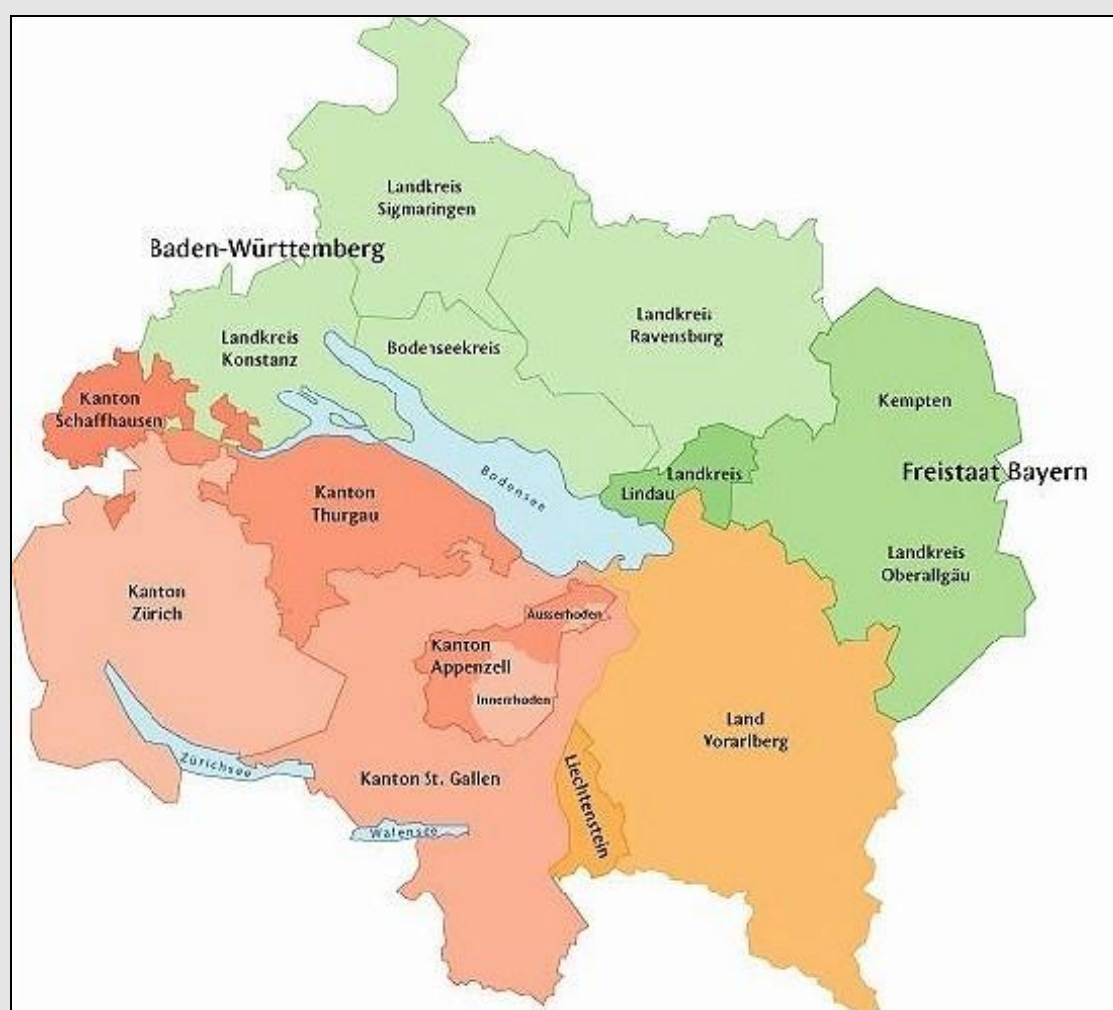 Landkreis
Sigmaringen
Baden-Württemberg
Landkreis
Ravensburg
Landkreis
Konstanz
Bodenseekreis
Kanton
Schaffhausen
Kempten
Freistaat Bayern
Landkreis
Lindau
Bodensee
Kanton
Thurgau
Landkreis
Oberallgäu
Kanton
Zürich
Ausserhoden
Kanton
Appenzell
Innerrhoden
Land
Vorarlberg
Zürichsee
Kanton St. Gallen
Liechtenstein
Walensee